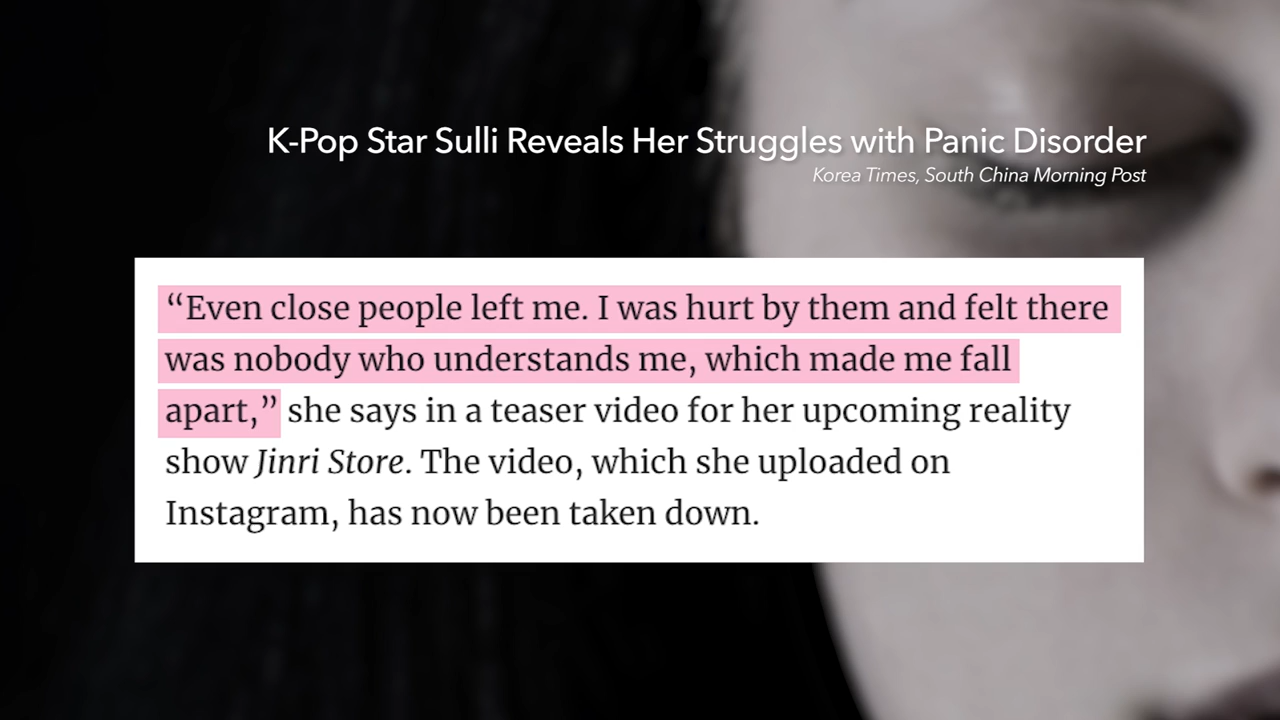 K-Pop Star Sulli Reveals Her Struggles with Panic Disorder
Korea Times, South China Morning Post
“Even close people left me. I was hurt by them and felt there
was nobody who understands me, which made me fall
apart,” she says in a teaser video for her upcoming reality
show Jinri Store. The video, which she uploaded on
Instagram, has now been taken down.